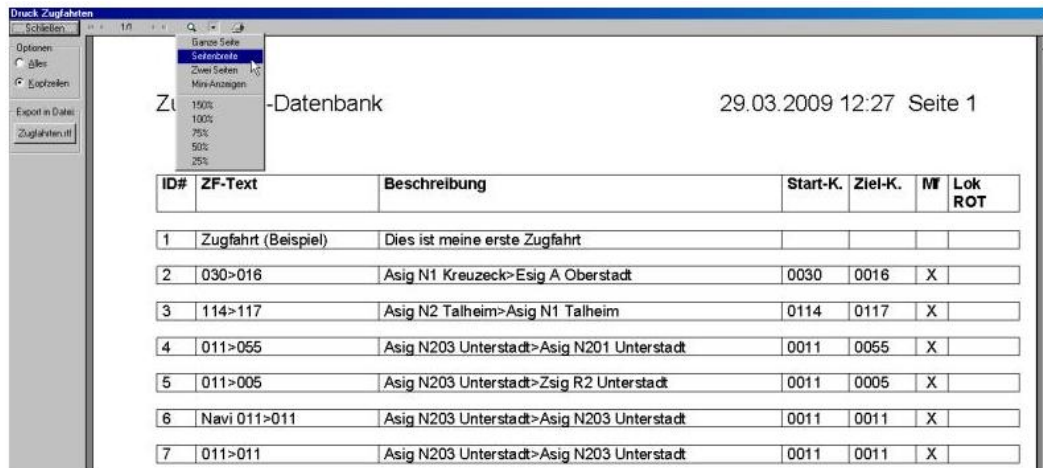 Druck Zugfahrten
Schließen 1/1
Optionen
Alles
Kopfzeilen
Export in Datei:
Zugfahrten.rtf
Ganze Seite
Seitenbreite
Zwei Seiten
Mini-Anzeigen
150%
100%
75%
50%
25%
Zu -Datenbank 29.03.2009 12:27 Seite 1
ID# ZF-Text Beschreibung Start-K. Ziel-K. MT Lok
ROT
1 Zugfahrt (Beispiel) Dies ist meine erste Zugfahrt
2 030>016 Asig N1 Kreuzeck>Esig A Oberstadt 0030 0016 X
3 114>117 Asig N2 Talheim>Asig N1 Talheim 0114 0117 X
4 011>055 Asig N203 Unterstadt>Asig N201 Unterstadt 0011 0055 X
5 011>005 Asig N203 Unterstadt>Zsig R2 Unterstadt 0011 0005 X
6 Navi 011>011 Asig N203 Unterstadt>Asig N203 Unterstadt 0011 0011 X
7 011>011 Asig N203 Unterstadt>Asig N203 Unterstadt 0011 0011 X